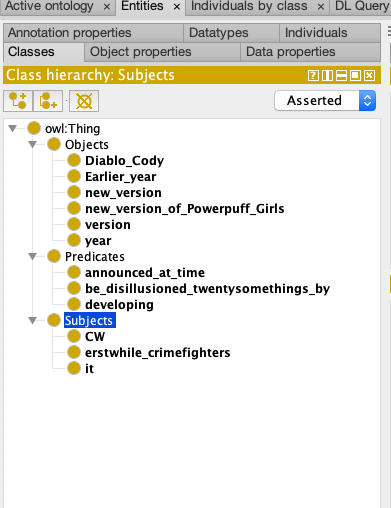 Active ontology × Entities × Individuals by class × DL Query
Annotation properties Datatypes Individuals
Classes Object properties Data properties
Class hierarchy: Subjects
Asserted
owl:Thing
Objects
Diablo_Cody
Earlier_year
new_version
new_version_of_Powerpuff_Girls
version
year
Predicates
announced_at_time
be_disillusioned_twentysomethings_by
developing
Subjects
CW
erstwhile_crimefighters
it